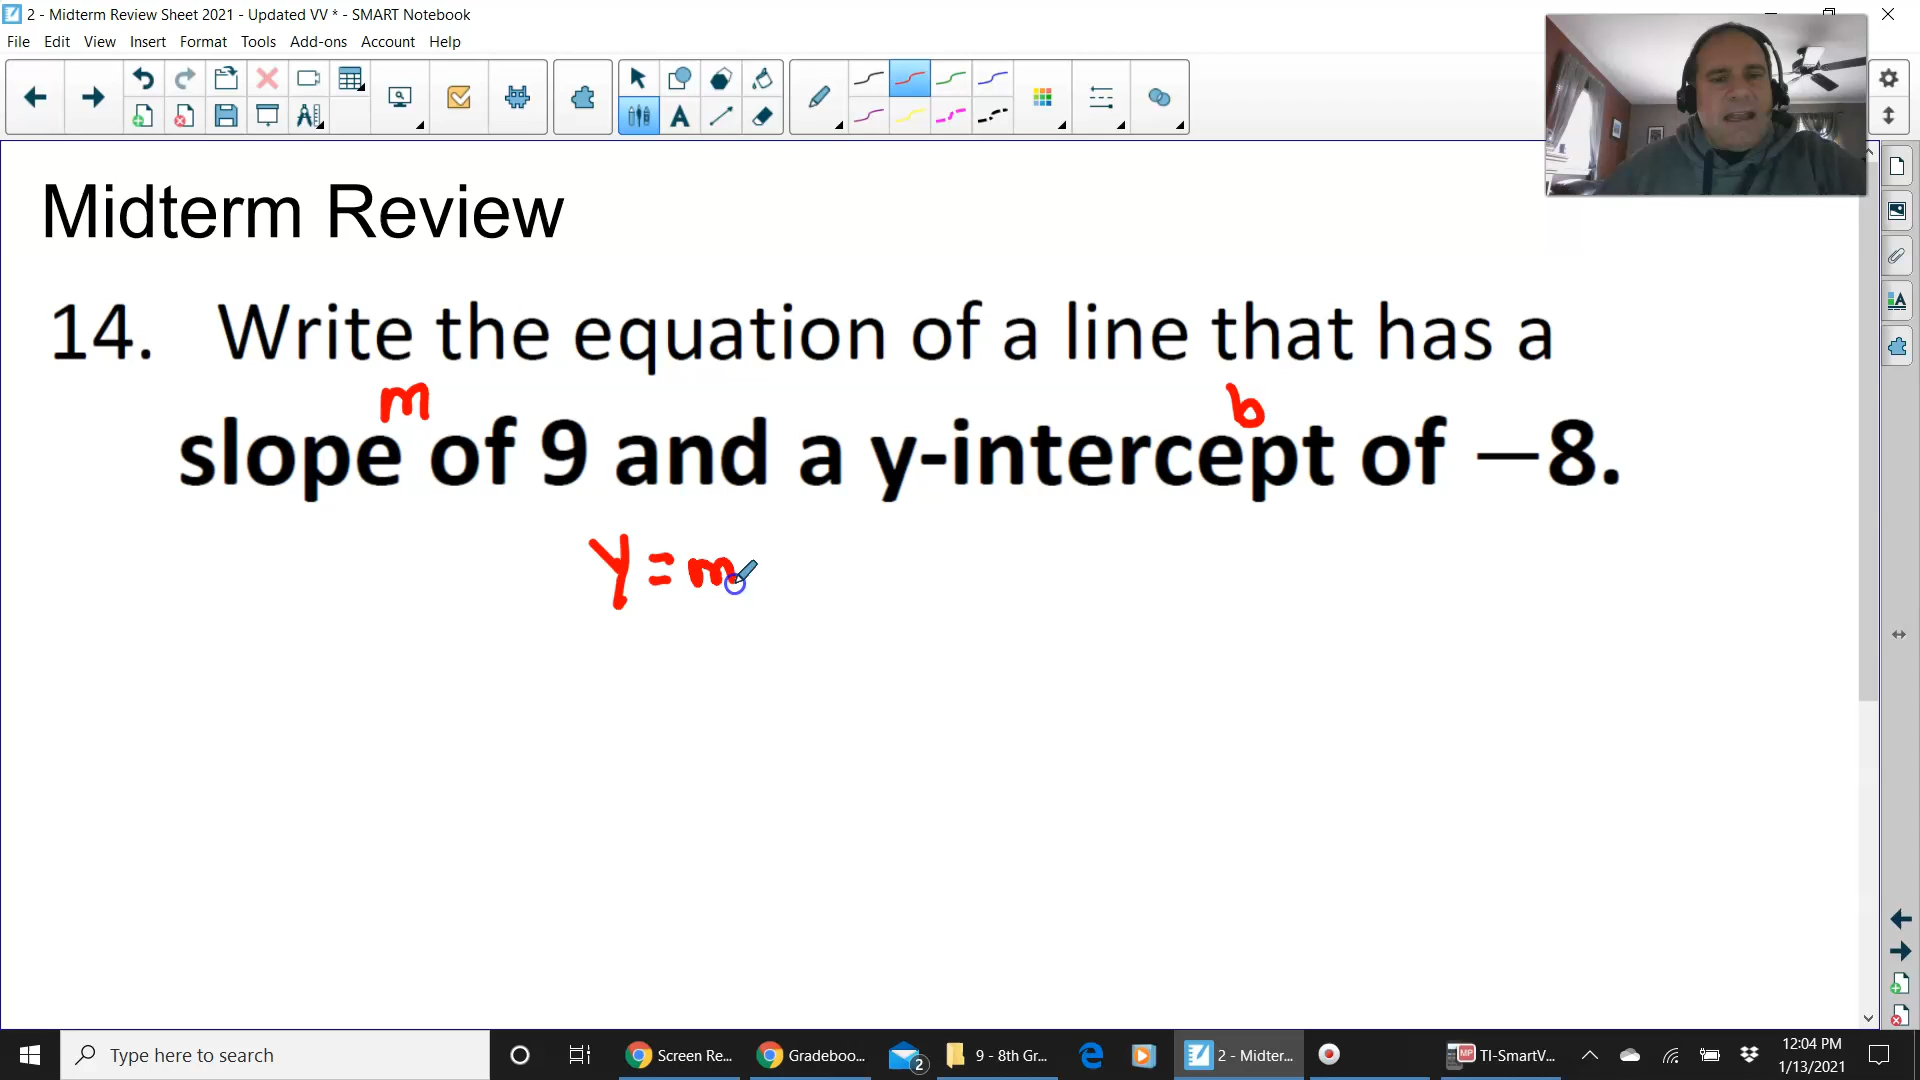 2 - Midterm Review Sheet 2021 - Updated VV * - SMART Notebook
File Edit View Insert Format Tools Add-ons Account Help
Midterm Review
14. Write the equation of a line that has a
m b
slope of 9 and a y-intercept of —8.
y = m
Type here to search
Screen Re...
Gradeboo...
2
9 - 8th Gr...
2 - Midter...
TI-SmartV...
12:04 PM
1/13/2021